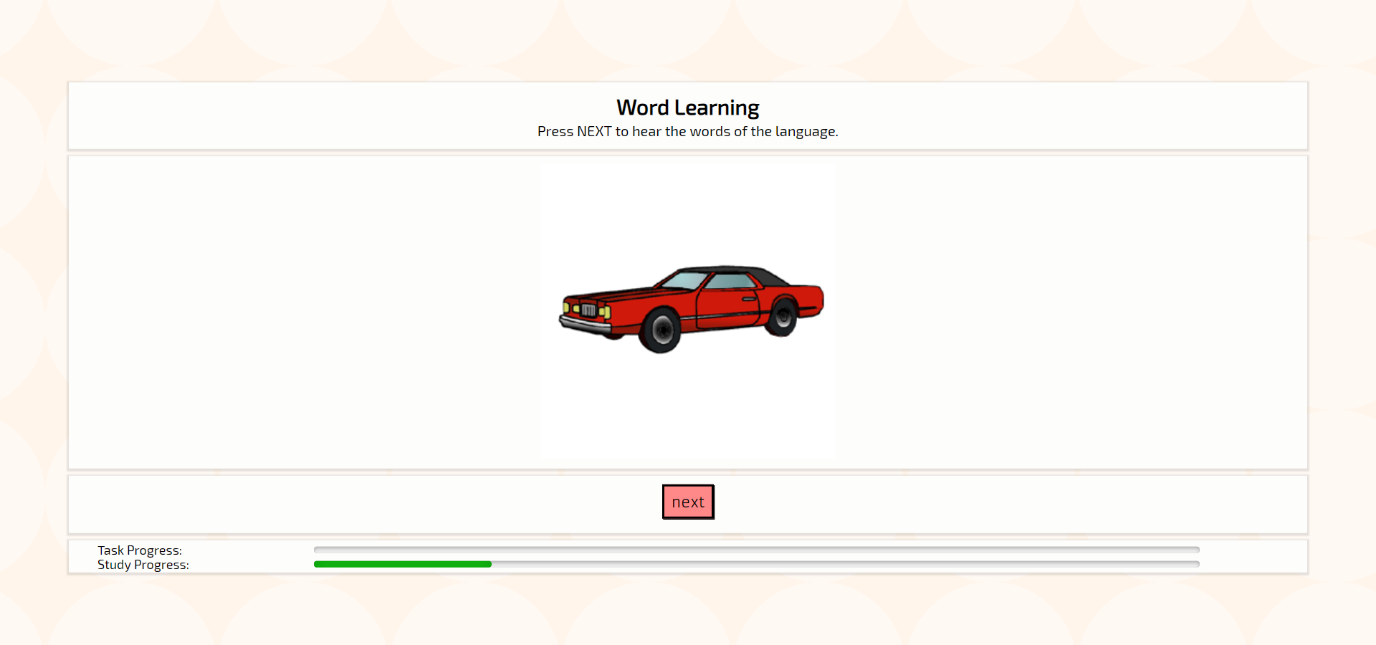 Word Learning
Press NEXT to hear the words of the language.
next
Task Progress:
Study Progress: